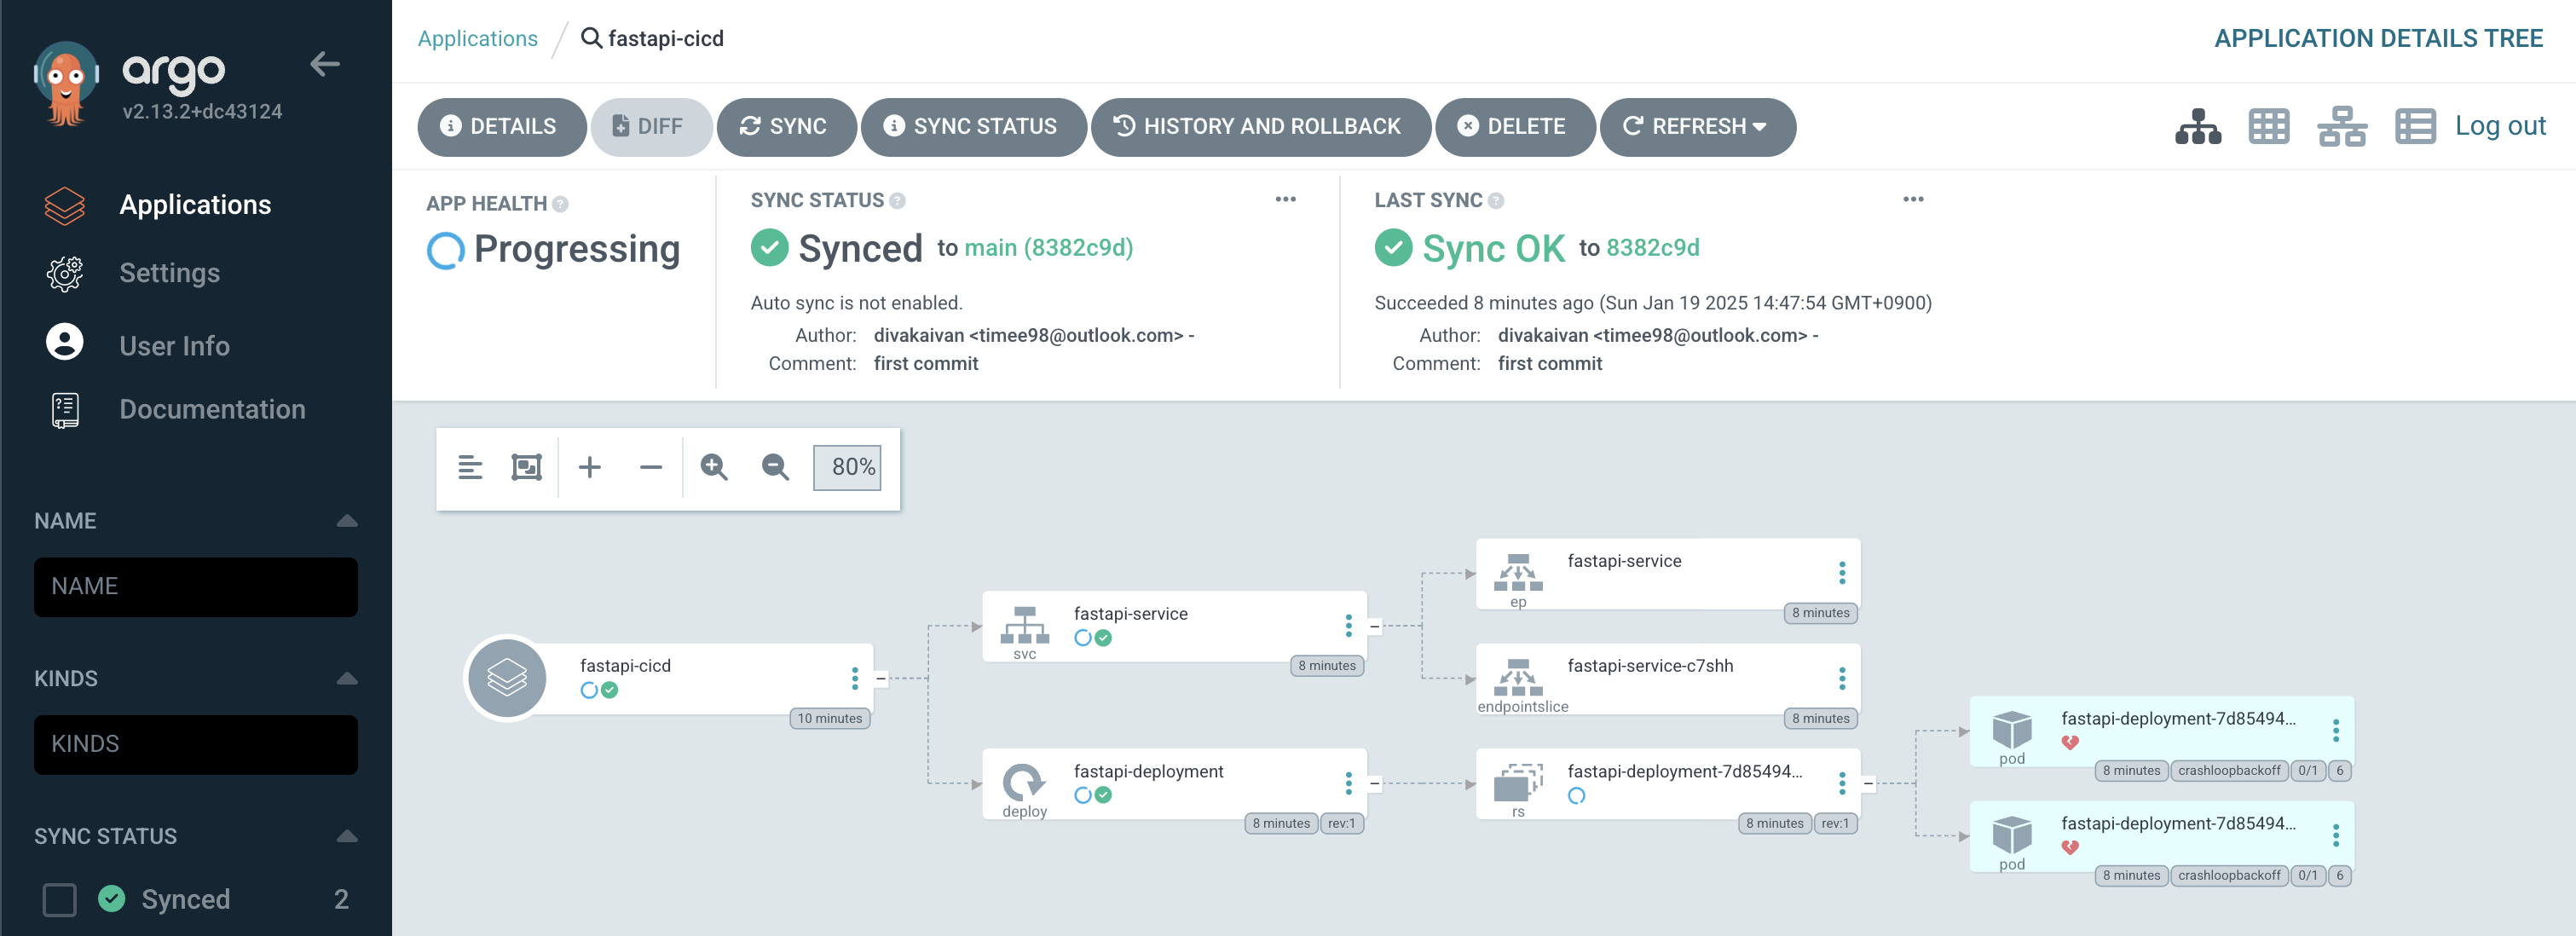 argo
v2.13.2+dc43124
Applications
Settings
User Info
Documentation
NAME
NAME
KINDS
KINDS
SYNC STATUS
Synced 2
Applications / fastapi-cicd
APPLICATION DETAILS TREE
DETAILS DIFF SYNC SYNC STATUS HISTORY AND ROLLBACK DELETE REFRESH
Log out
APP HEALTH
Progressing
SYNC STATUS
Synced to main (8382c9d)
Auto sync is not enabled.
Author: divakaivan <timee98@outlook.com> -
Comment: first commit
LAST SYNC
Sync OK to 8382c9d
Succeeded 8 minutes ago (Sun Jan 19 2025 14:47:54 GMT+0900)
Author: divakaivan <timee98@outlook.com> -
Comment: first commit
80%
fastapi-cicd
10 minutes
fastapi-service
svc
8 minutes
fastapi-deployment
deploy
8 minutes rev:1
fastapi-service
ep
8 minutes
fastapi-service-c7shh
endpointslice
8 minutes
fastapi-deployment-7d85494...
rs
8 minutes rev:1
fastapi-deployment-7d85494...
pod
8 minutes crashloopbackoff 0/1 6
fastapi-deployment-7d85494...
pod
8 minutes crashloopbackoff 0/1 6